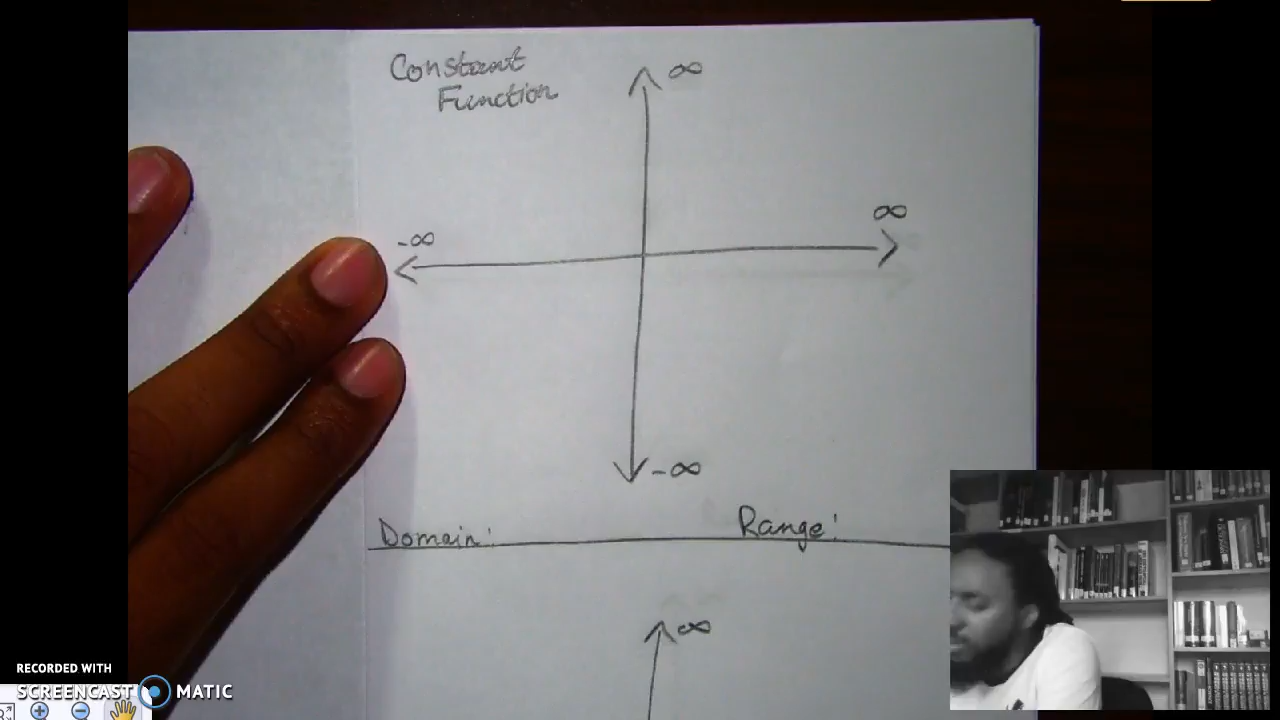 Constant
Function
∞
∞
-∞
-∞
Domain:
Range:
∞
RECORDED WITH
SCREENCAST MATIC